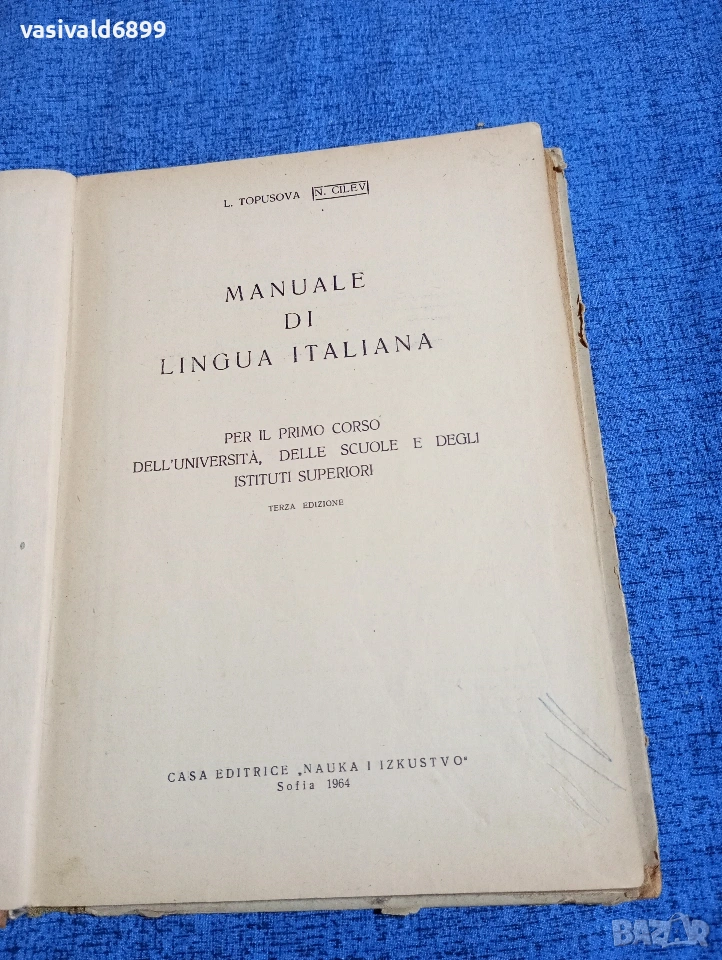 vasivald6899
L. TOPUSOVA N. CILEV
MANUALE
DI
LINGUA ITALIANA
PER IL PRIMO CORSO
DELL'UNIVERSITÀ, DELLE SCUOLE E DEGLI
ISTITUTI SUPERIORI
TERZA EDIZIONE
CASA EDITRICE „NAUKA I IZKUSTVO"
Sofia 1964
BAZAR